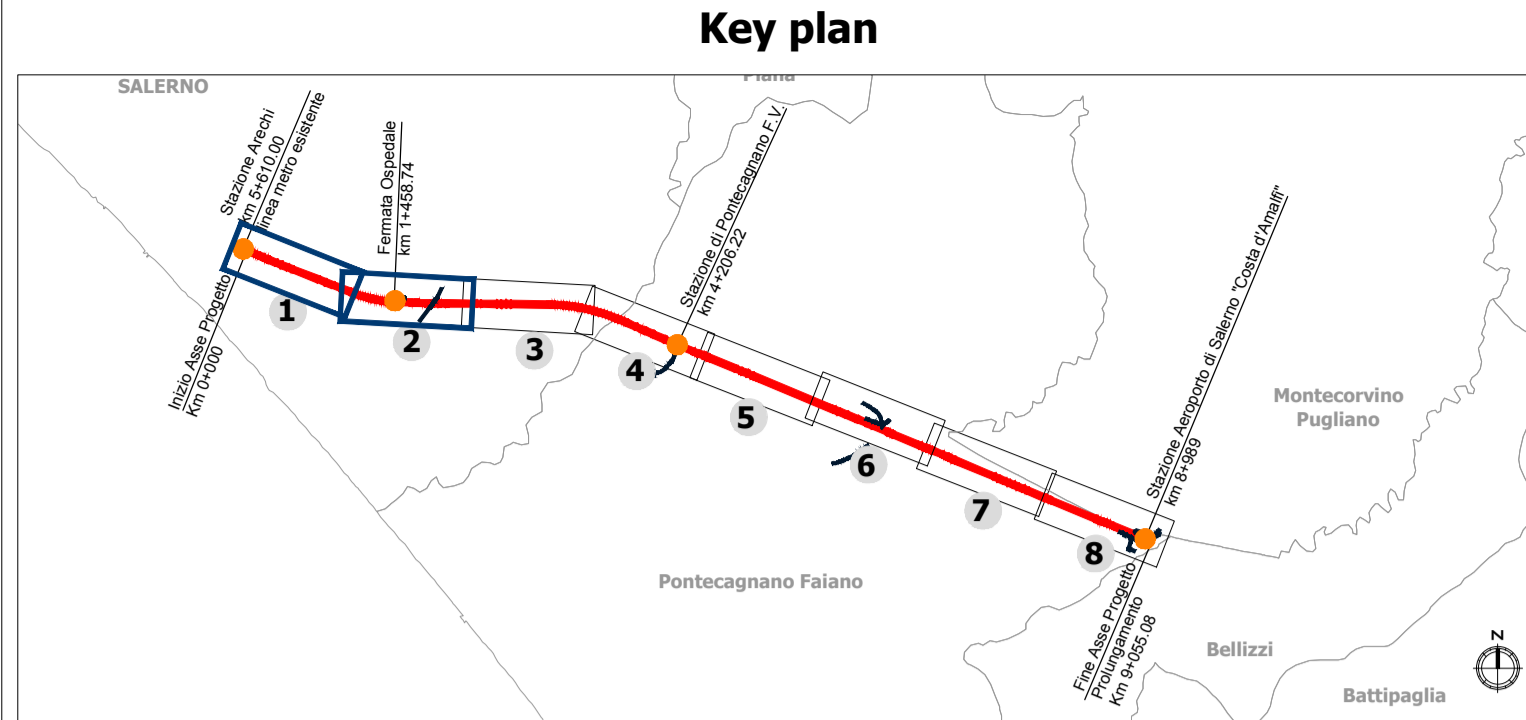 Key plan
SALERNO
Piana
Stazione Arechi
km 5+610.00
linea metro esistente
Fermata Ospedale
km 1+458.74
Stazione di Pontecagnano F.V.
km 4+206.22
Stazione Aeroporto di Salerno "Costa d'Amalfi"
km 8+989
Inizio Asse Progetto
Km 0+000
1
2
3
4
5
6
7
8
Montecorvino
Pugliano
Pontecagnano Faiano
Fine Asse Progetto
Prolungamento
Km 9+055.08
Bellizzi
Battipaglia
N